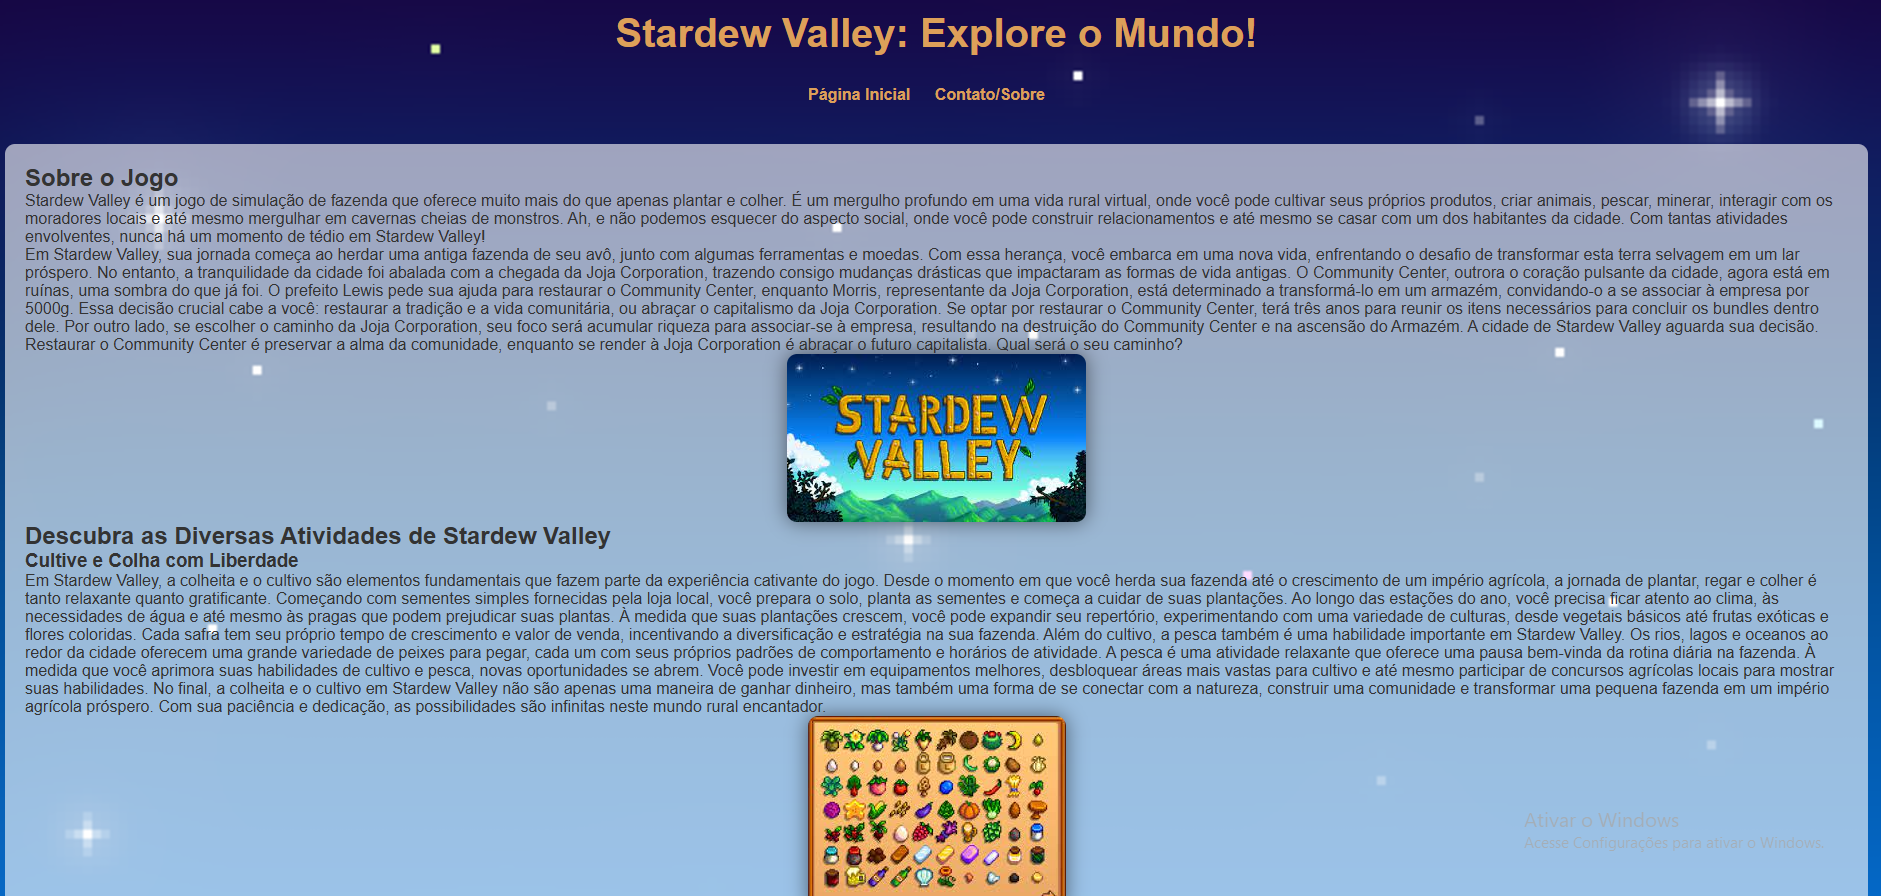 Stardew Valley: Explore o Mundo!
Página Inicial Contato/Sobre
Sobre o Jogo
Stardew Valley é um jogo de simulação de fazenda que oferece muito mais do que apenas plantar e colher. É um mergulho profundo em uma vida rural virtual, onde você pode cultivar seus próprios produtos, criar animais, pescar, minerar, interagir com os
moradores locais e até mesmo mergulhar em cavernas cheias de monstros. Ah, e não podemos esquecer do aspecto social, onde você pode construir relacionamentos e até mesmo se casar com um dos habitantes da cidade. Com tantas atividades
envolventes, nunca há um momento de tédio em Stardew Valley!
Em Stardew Valley, sua jornada começa ao herdar uma antiga fazenda de seu avô, junto com algumas ferramentas e moedas. Com essa herança, você embarca em uma nova vida, enfrentando o desafio de transformar esta terra selvagem em um lar
próspero. No entanto, a tranquilidade da cidade foi abalada com a chegada da Joja Corporation, trazendo consigo mudanças drásticas que impactaram as formas de vida antigas. O Community Center, outrora o coração pulsante da cidade, agora está em
ruínas, uma sombra do que já foi. O prefeito Lewis pede sua ajuda para restaurar o Community Center, enquanto Morris, representante da Joja Corporation, está determinado a transformá-lo em um armazém, convidando-o a se associar à empresa por
5000g. Essa decisão crucial cabe a você: restaurar a tradição e a vida comunitária, ou abraçar o capitalismo da Joja Corporation. Se optar por restaurar o Community Center, terá três anos para reunir os itens necessários para concluir os bundles dentro
dele. Por outro lado, se escolher o caminho da Joja Corporation, seu foco será acumular riqueza para associar-se à empresa, resultando na destruição do Community Center e na ascensão do Armazém. A cidade de Stardew Valley aguarda sua decisão.
Restaurar o Community Center é preservar a alma da comunidade, enquanto se render à Joja Corporation é abraçar o futuro capitalista. Qual será o seu caminho?
STARDEW
VALLEY
Descubra as Diversas Atividades de Stardew Valley
Cultive e Colha com Liberdade
Em Stardew Valley, a colheita e o cultivo são elementos fundamentais que fazem parte da experiência cativante do jogo. Desde o momento em que você herda sua fazenda até o crescimento de um império agrícola, a jornada de plantar, regar e colher é
tanto relaxante quanto gratificante. Começando com sementes simples fornecidas pela loja local, você prepara o solo, planta as sementes e começa a cuidar de suas plantações. Ao longo das estações do ano, você precisa ficar atento ao clima, às
necessidades de água e até mesmo às pragas que podem prejudicar suas plantas. À medida que suas plantações crescem, você pode expandir seu repertório, experimentando com uma variedade de culturas, desde vegetais básicos até frutas exóticas e
flores coloridas. Cada safra tem seu próprio tempo de crescimento e valor de venda, incentivando a diversificação e estratégia na sua fazenda. Além do cultivo, a pesca também é uma habilidade importante em Stardew Valley. Os rios, lagos e oceanos ao
redor da cidade oferecem uma grande variedade de peixes para pegar, cada um com seus próprios padrões de comportamento e horários de atividade. A pesca é uma atividade relaxante que oferece uma pausa bem-vinda da rotina diária na fazenda. À
medida que você aprimora suas habilidades de cultivo e pesca, novas oportunidades se abrem. Você pode investir em equipamentos melhores, desbloquear áreas mais vastas para cultivo e até mesmo participar de concursos agrícolas locais para mostrar
suas habilidades. No final, a colheita e o cultivo em Stardew Valley não são apenas uma maneira de ganhar dinheiro, mas também uma forma de se conectar com a natureza, construir uma comunidade e transformar uma pequena fazenda em um império
agrícola próspero. Com sua paciência e dedicação, as possibilidades são infinitas neste mundo rural encantador.
Ativar o Windows
Acesse Configurações para ativar o Windows.